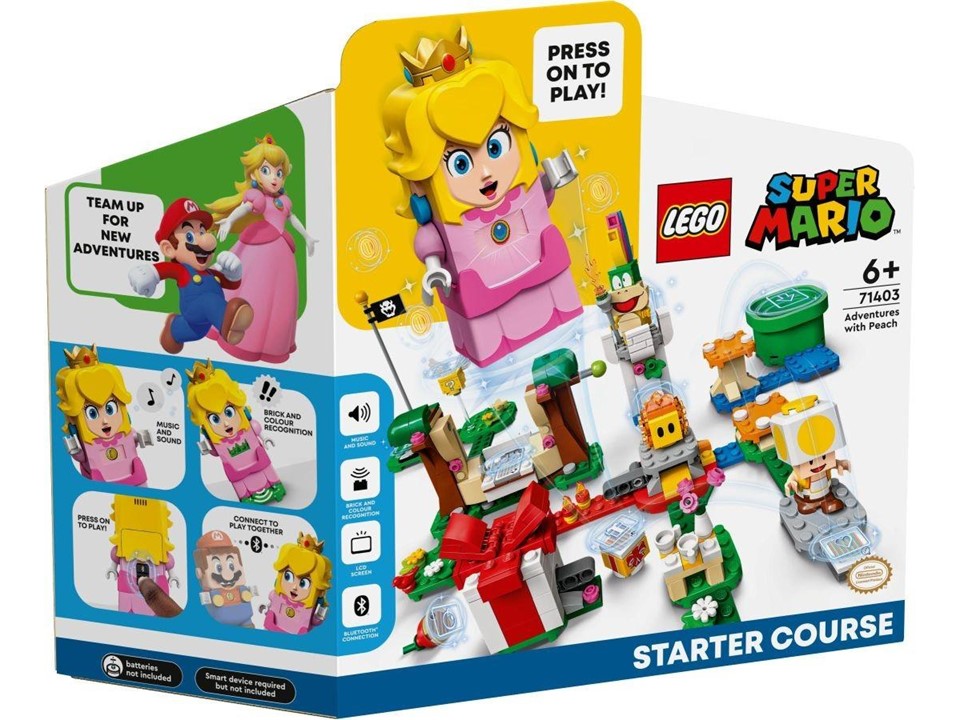 TEAM UP
FOR
NEW
ADVENTURES
MUSIC
AND
SOUND
BRICK AND
COLOUR
RECOGNITION
PRESS ON
TO PLAY!
CONNECT TO
PLAY TOGETHER
batteries
not included
Smart device required
but not included
PRESS
ON TO
PLAY!
MUSIC
AND SOUND
BRICK AND
COLOUR
RECOGNITION
LCD
SCREEN
BLUETOOTH®
CONNECTION
LEGO
SUPER
MARIO™
6+
71403
Adventures
with Peach
Nintendo
STARTER COURSE